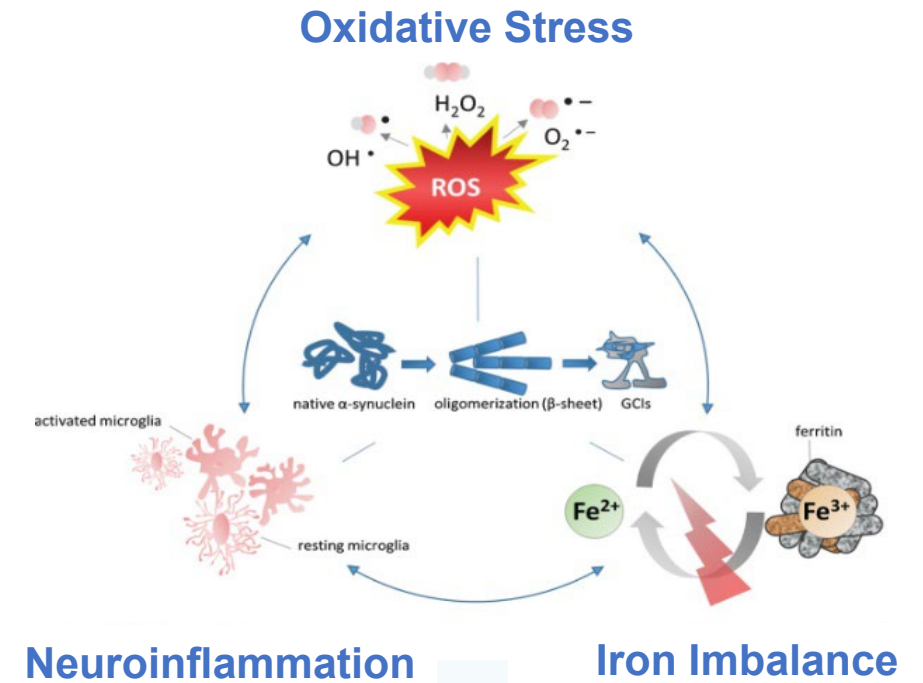 Oxidative Stress
H₂O₂
OH •
• –
O₂ •–
ROS
native α-synuclein
oligomerization (β-sheet)
GCIs
activated microglia
resting microglia
ferritin
Fe²⁺
Fe³⁺
Neuroinflammation
Iron Imbalance